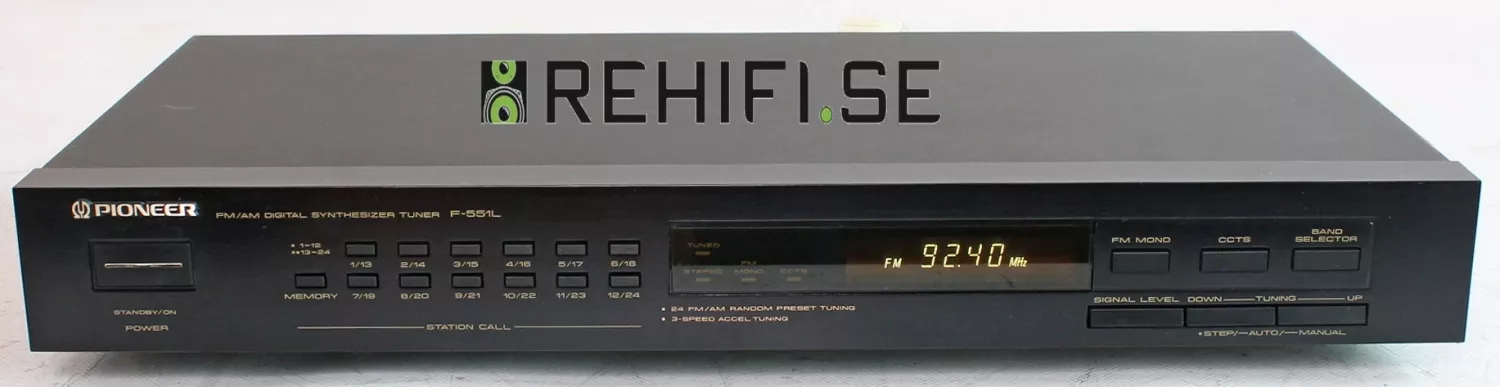 REHIFI.SE
PIONEER FM/AM DIGITAL SYNTHESIZER TUNER F-551L
• 1–12
••13–24
1/13 2/14 3/15 4/16 5/17 6/18
MEMORY 7/19 8/20 9/21 10/22 11/23 12/24
STATION CALL
STANDBY/ON
POWER
TUNED
STEREO FM MONO CCTS
FM 92.40 MHz
• 24 FM/AM RANDOM PRESET TUNING
• 3-SPEED ACCEL TUNING
FM MONO CCTS BAND SELECTOR
SIGNAL LEVEL DOWN TUNING UP
•STEP/—AUTO/—MANUAL